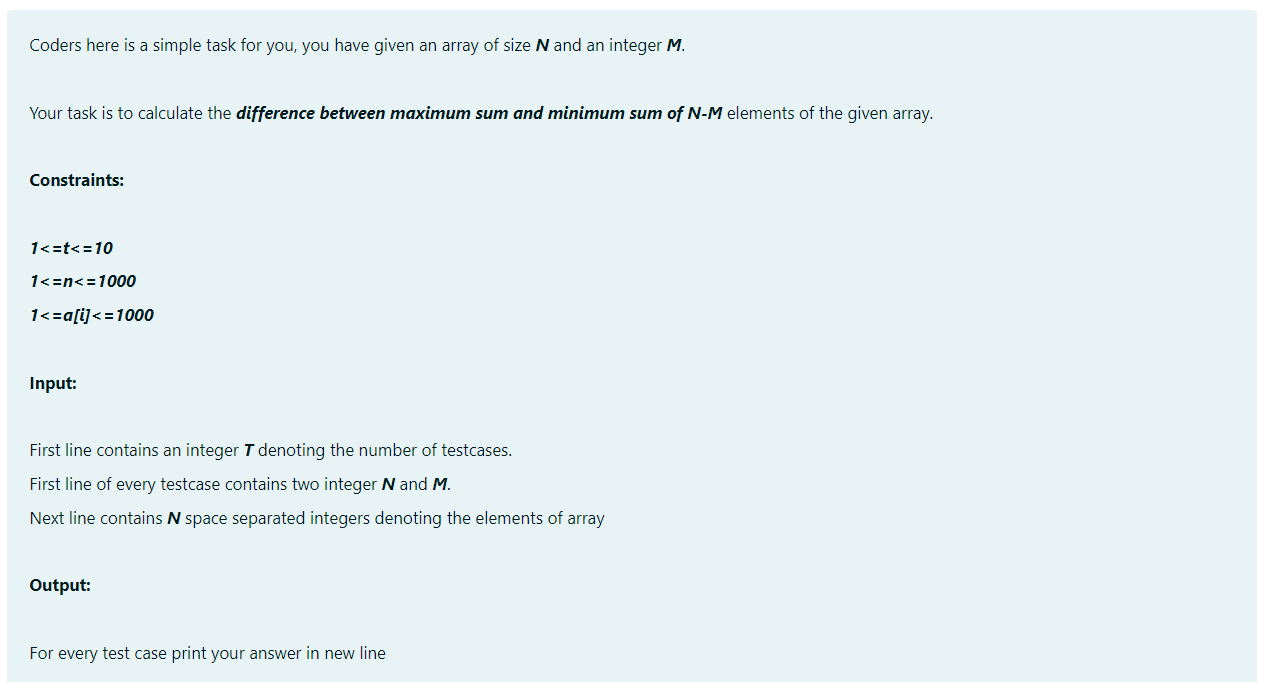 Coders here is a simple task for you, you have given an array of size N and an integer M.
Your task is to calculate the difference between maximum sum and minimum sum of N-M elements of the given array.
Constraints:
1<=t<=10
1<=n<=1000
1<=a[i]<=1000
Input:
First line contains an integer T denoting the number of testcases.
First line of every testcase contains two integer N and M.
Next line contains N space separated integers denoting the elements of array
Output:
For every test case print your answer in new line